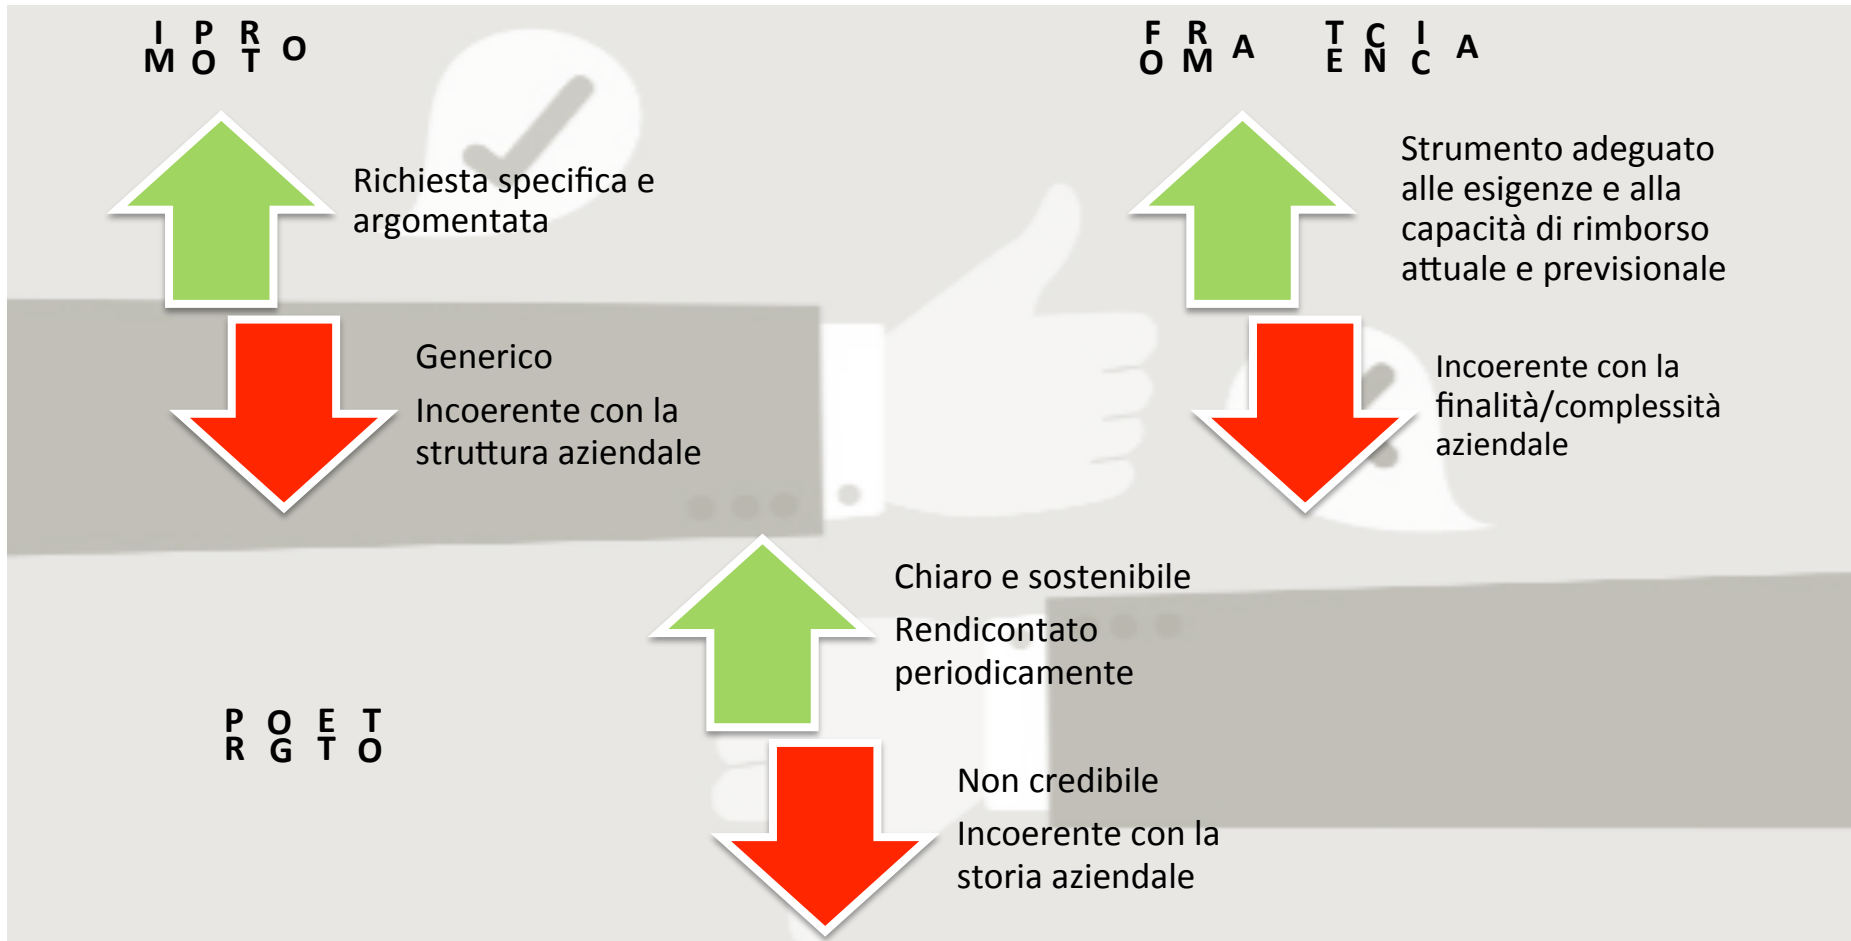 IMPORTO
Richiesta specifica e
argomentata
Generico
Incoerente con la
struttura aziendale
FORMA TECNICA
Strumento adeguato
alle esigenze e alla
capacità di rimborso
attuale e previsionale
Incoerente con la
finalità/complessità
aziendale
PROGETTO
Chiaro e sostenibile
Rendicontato
periodicamente
Non credibile
Incoerente con la
storia aziendale